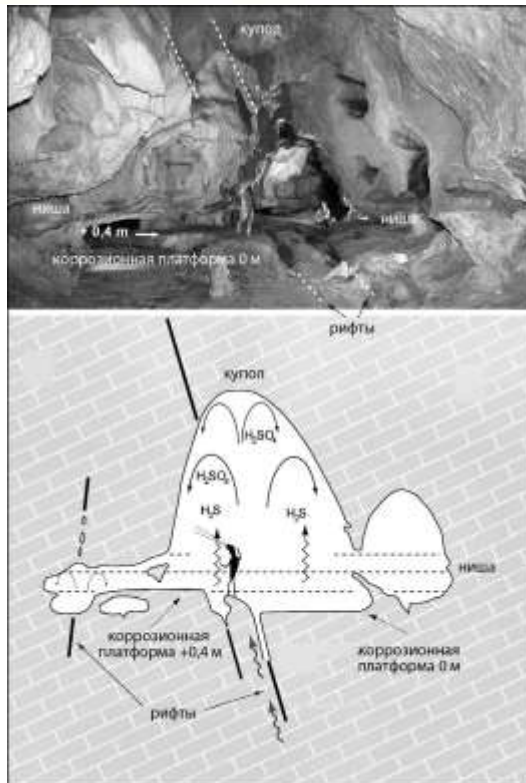 купол
ниша
ниша
+ 0,4 m
коррозионная платформа 0 м
рифты
купол
H₂SO₄
H₂SO₄
H₂S
H₂S
ниша
коррозионная
платформа +0,4 м
коррозионная
платформа 0 м
рифты